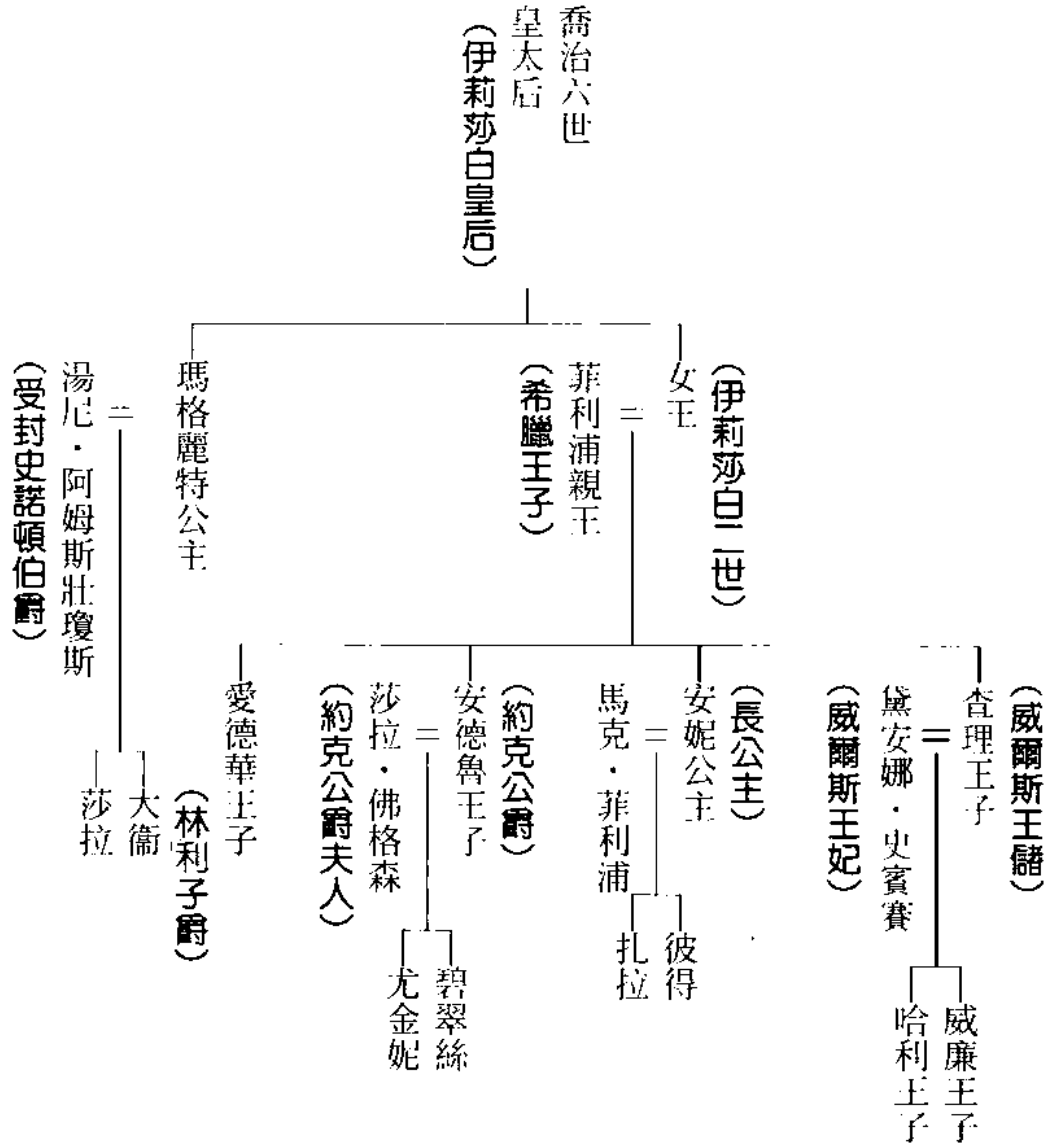 喬治六世
皇太后
(伊莉莎白皇后)
(伊莉莎白二世)
女王
=
菲利浦親王
(希臘王子)
瑪格麗特公主
=
湯尼・阿姆斯壯瓊斯
(受封史諾頓伯爵)
(威爾斯王儲)
查理王子
=
黛安娜・史賓賽
(威爾斯王妃)
(長公主)
安妮公主
=
馬克・菲利浦
(約克公爵)
安德魯王子
=
莎拉・佛格森
(約克公爵夫人)
愛德華王子
(林利子爵)
大衞
莎拉
威廉王子
哈利王子
彼得
扎拉
碧翠絲
尤金妮